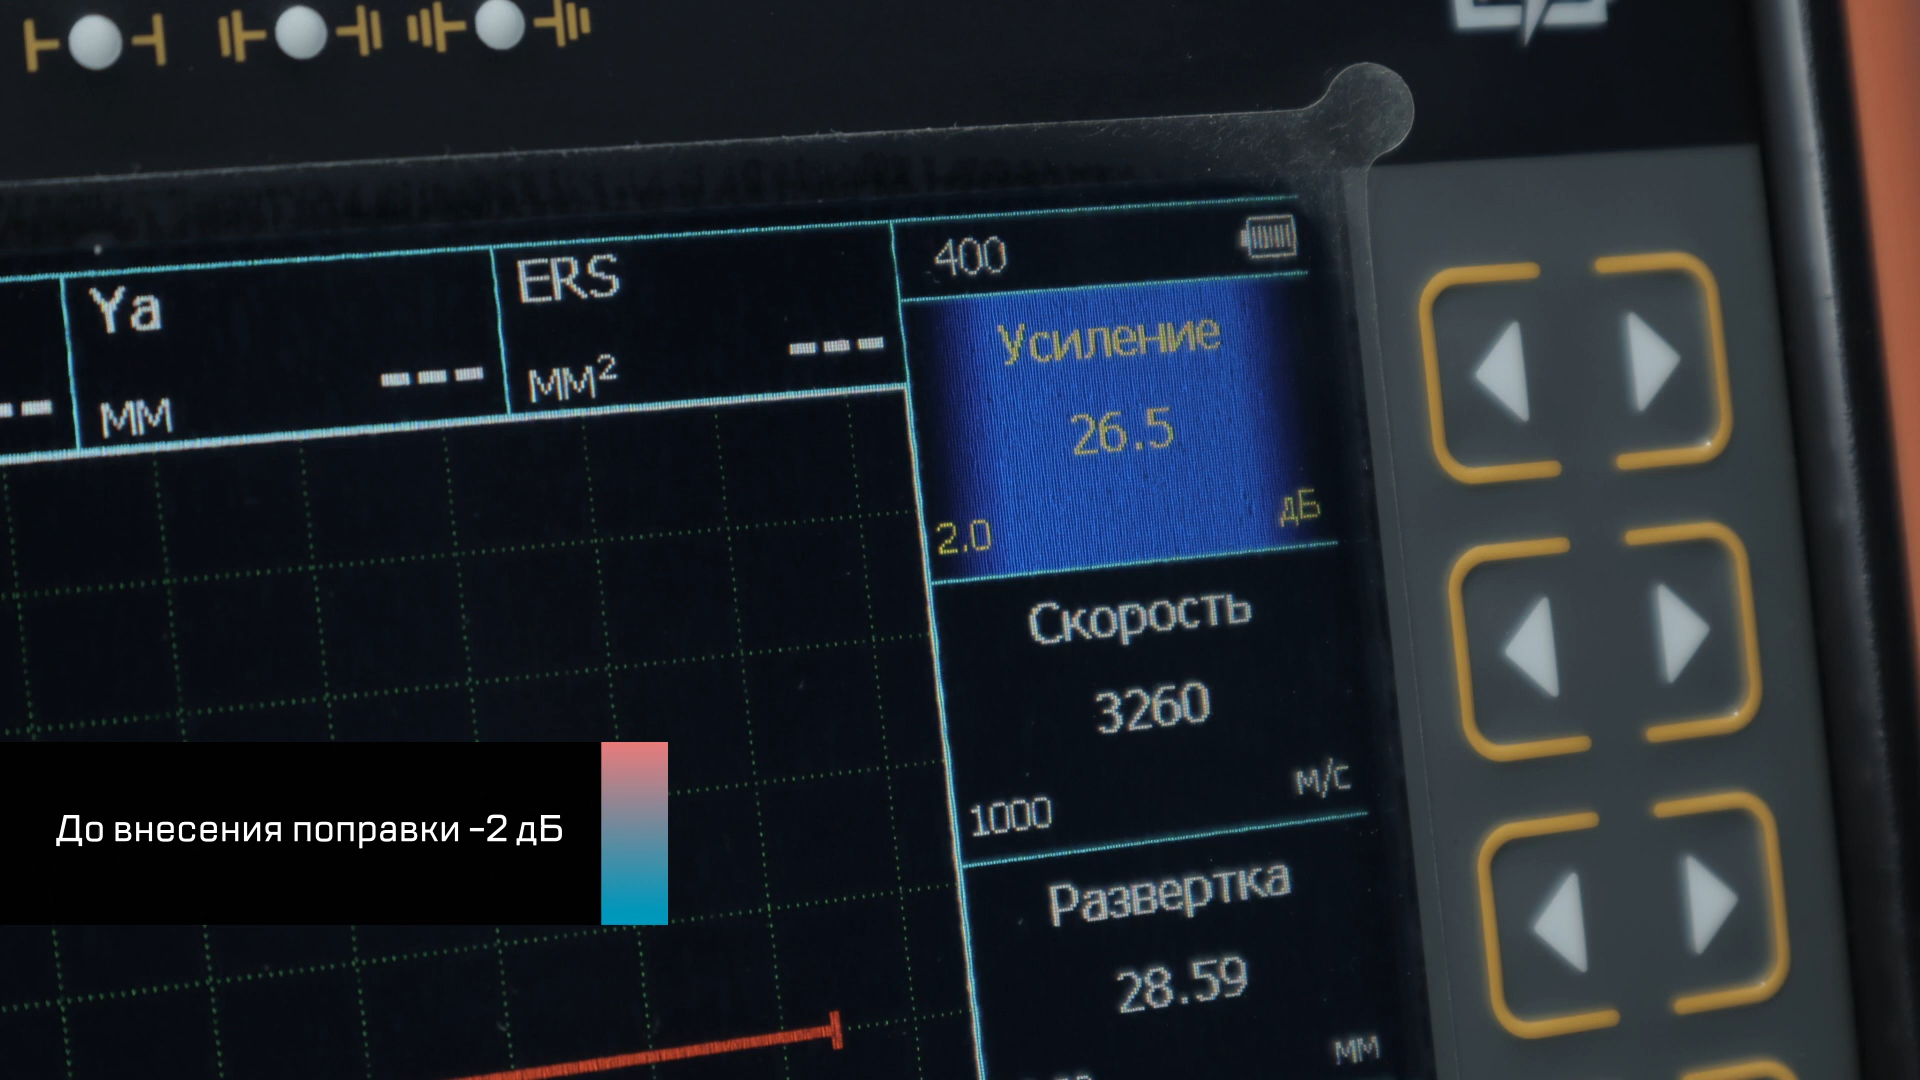 400
Ya
ERS
---
---
мм
мм²
Усиление
26.5
2.0
дБ
Скорость
3260
1000
м/с
До внесения поправки -2 дБ
Развертка
28.59
мм